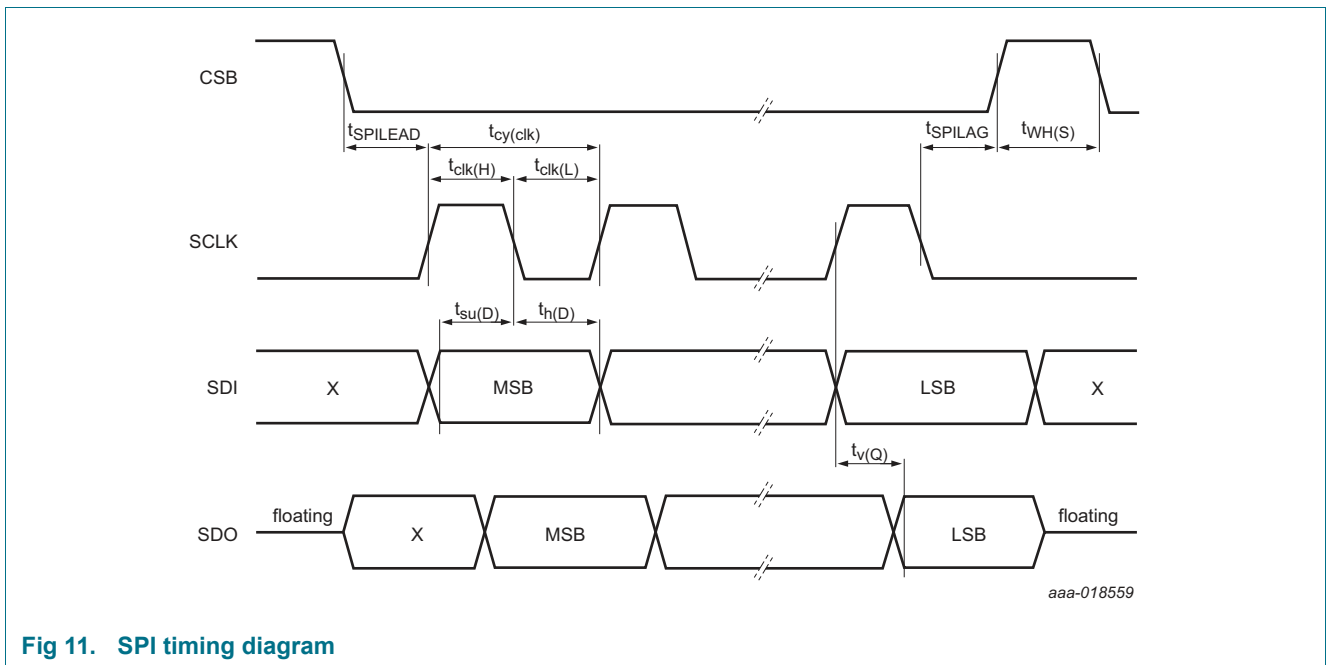 CSB
tSPILEAD
tcy(clk)
tSPILAG
tWH(S)
tclk(H)
tclk(L)
SCLK
tsu(D)
th(D)
SDI
X
MSB
LSB
X
tv(Q)
SDO
floating
X
MSB
LSB
floating
aaa-018559
Fig 11. SPI timing diagram